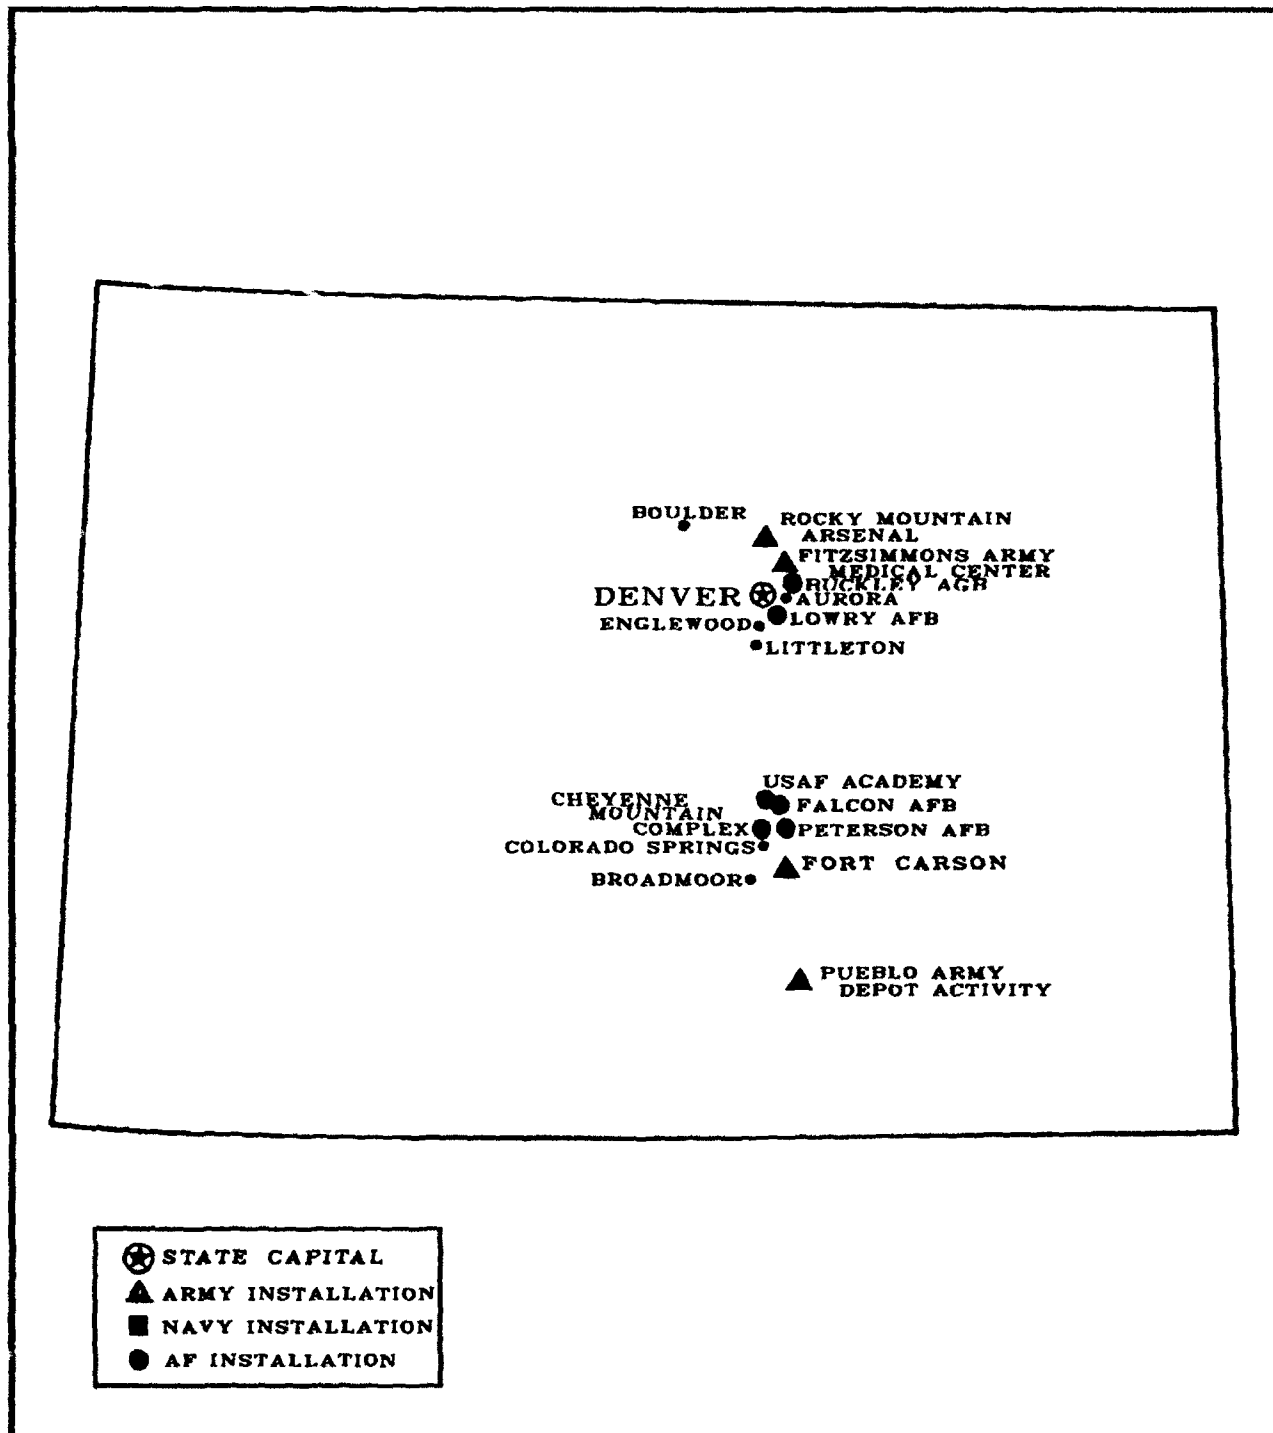 BOULDER
ROCKY MOUNTAIN
ARSENAL
FITZSIMMONS ARMY
MEDICAL CENTER
BUCKLEY AGB
DENVER
AURORA
LOWRY AFB
ENGLEWOOD
LITTLETON
USAF ACADEMY
CHEYENNE
MOUNTAIN
COMPLEX
FALCON AFB
PETERSON AFB
COLORADO SPRINGS
FORT CARSON
BROADMOOR
PUEBLO ARMY
DEPOT ACTIVITY
STATE CAPITAL
ARMY INSTALLATION
NAVY INSTALLATION
AF INSTALLATION